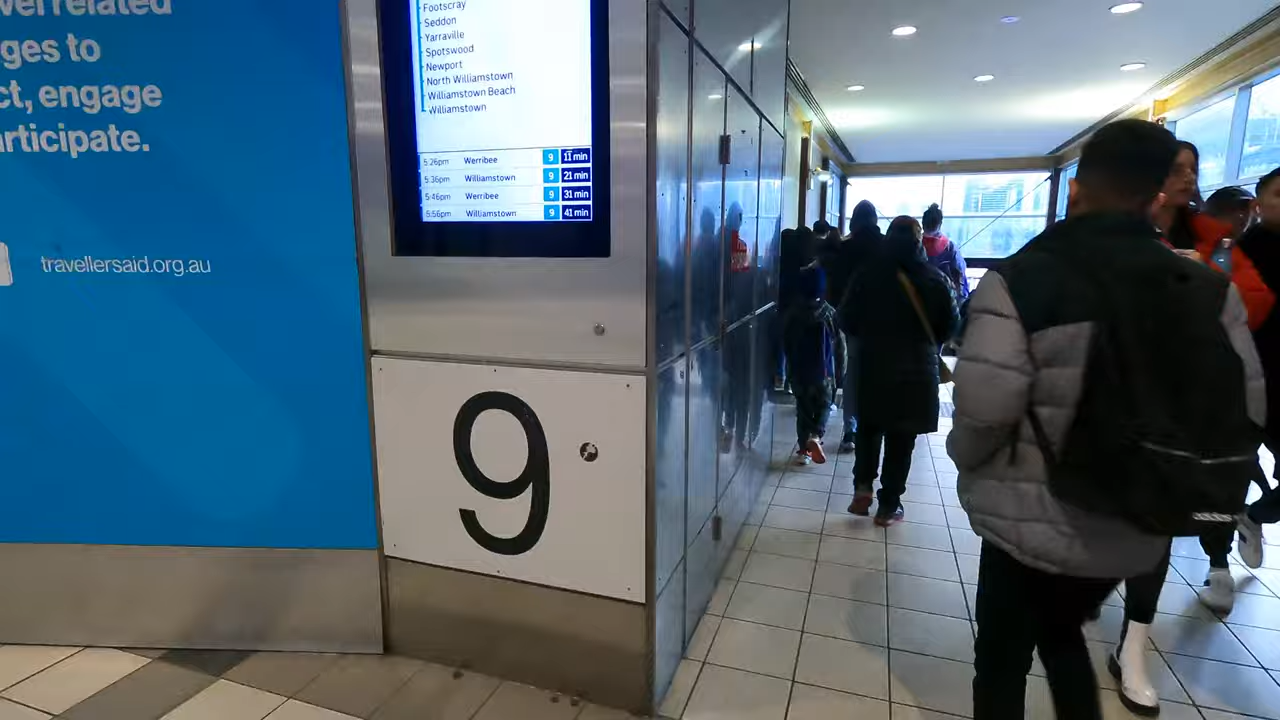 related
ges to
ct, engage
articipate.
travellersaid.org.au
Footscray
Seddon
Yarraville
Spotswood
Newport
North Williamstown
Williamstown Beach
Williamstown
5:26pm Werribee 9 11 min
5:36pm Williamstown 9 21 min
5:46pm Werribee 9 31 min
5:56pm Williamstown 9 41 min
9